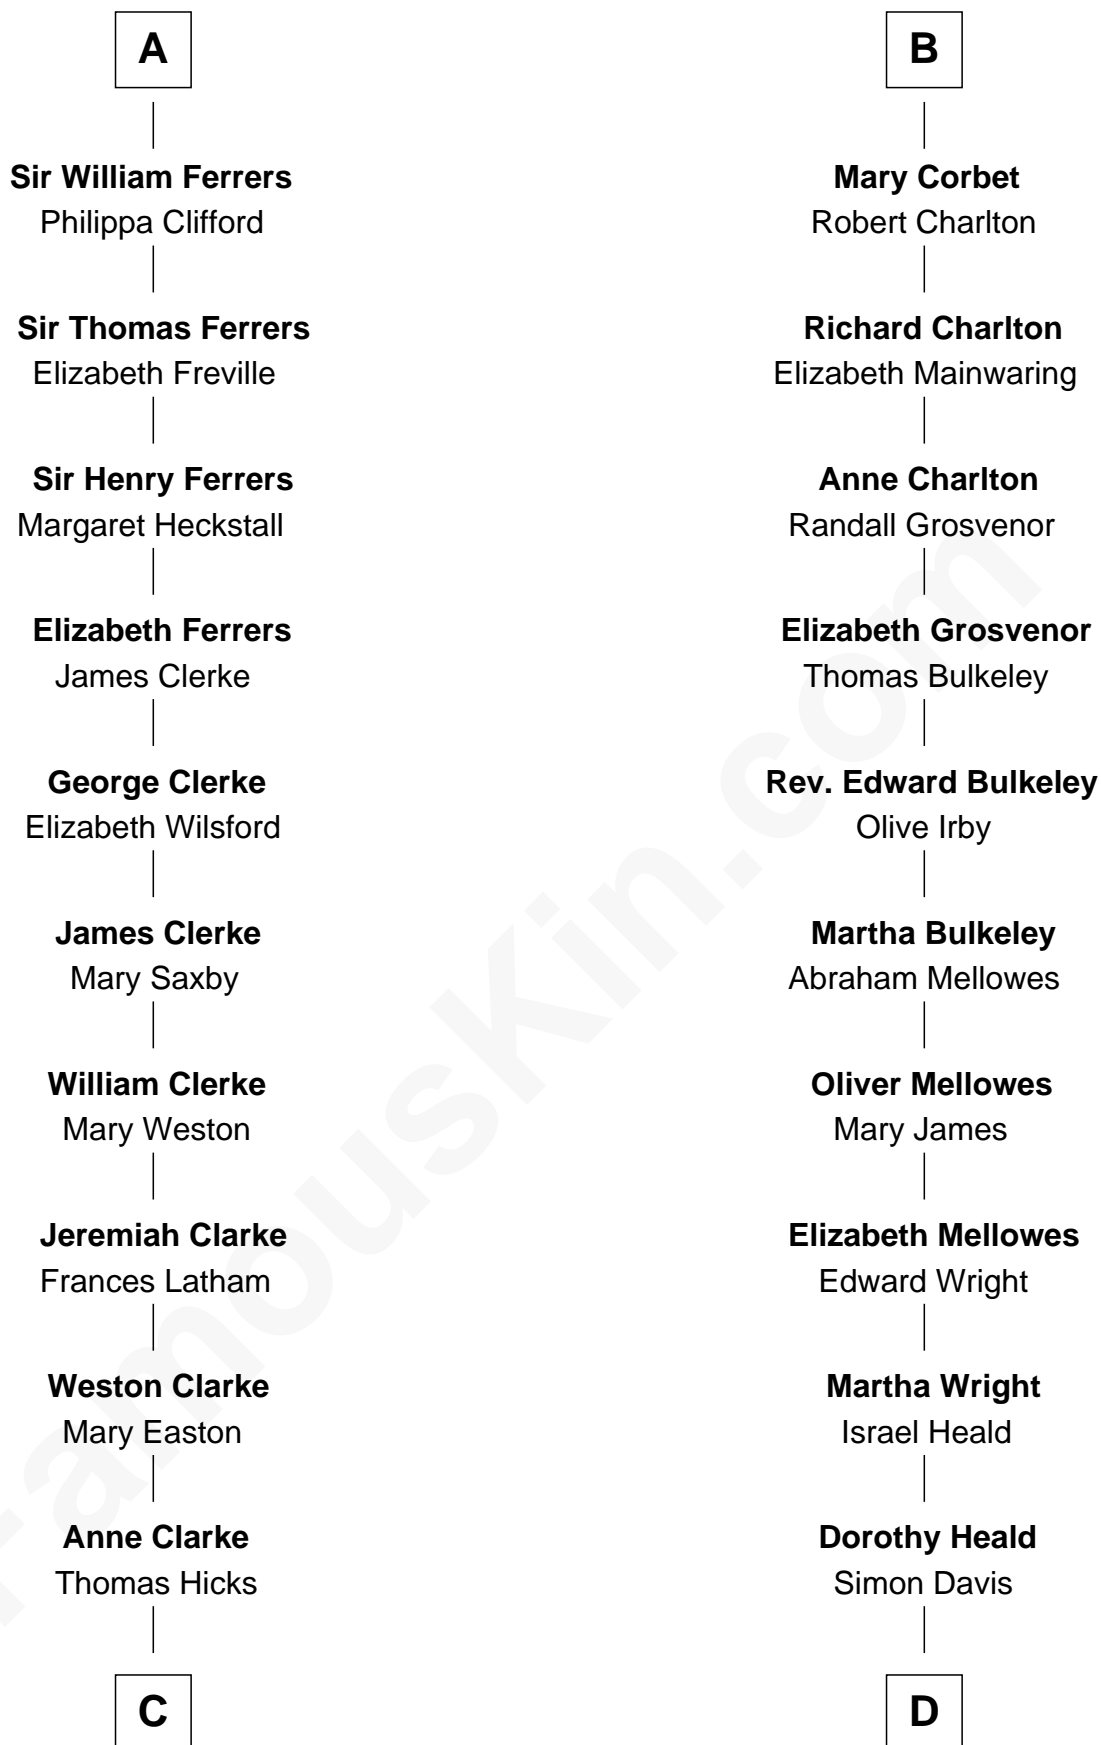 A
Sir William Ferrers
Philippa Clifford
Sir Thomas Ferrers
Elizabeth Freville
Sir Henry Ferrers
Margaret Heckstall
Elizabeth Ferrers
James Clerke
George Clerke
Elizabeth Wilsford
James Clerke
Mary Saxby
William Clerke
Mary Weston
Jeremiah Clarke
Frances Latham
Weston Clarke
Mary Easton
Anne Clarke
Thomas Hicks
C
B
Mary Corbet
Robert Charlton
Richard Charlton
Elizabeth Mainwaring
Anne Charlton
Randall Grosvenor
Elizabeth Grosvenor
Thomas Bulkeley
Rev. Edward Bulkeley
Olive Irby
Martha Bulkeley
Abraham Mellowes
Oliver Mellowes
Mary James
Elizabeth Mellowes
Edward Wright
Martha Wright
Israel Heald
Dorothy Heald
Simon Davis
D
FamousKin.com